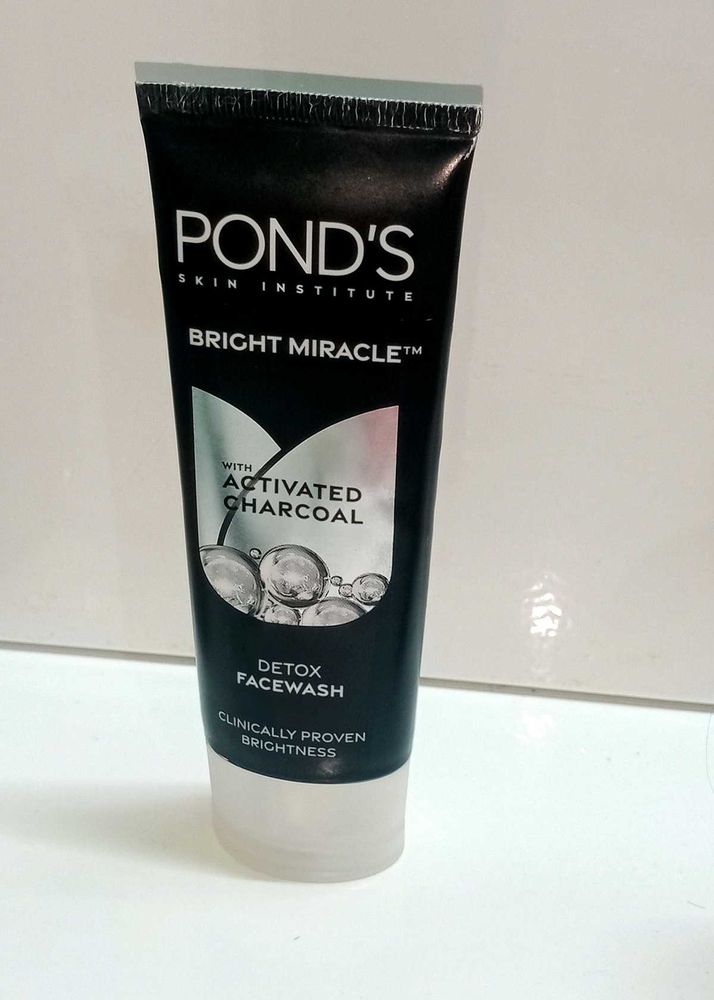 POND'S
SKIN INSTITUTE
BRIGHT MIRACLE™
WITH
ACTIVATED
CHARCOAL
DETOX
FACEWASH
CLINICALLY PROVEN
BRIGHTNESS